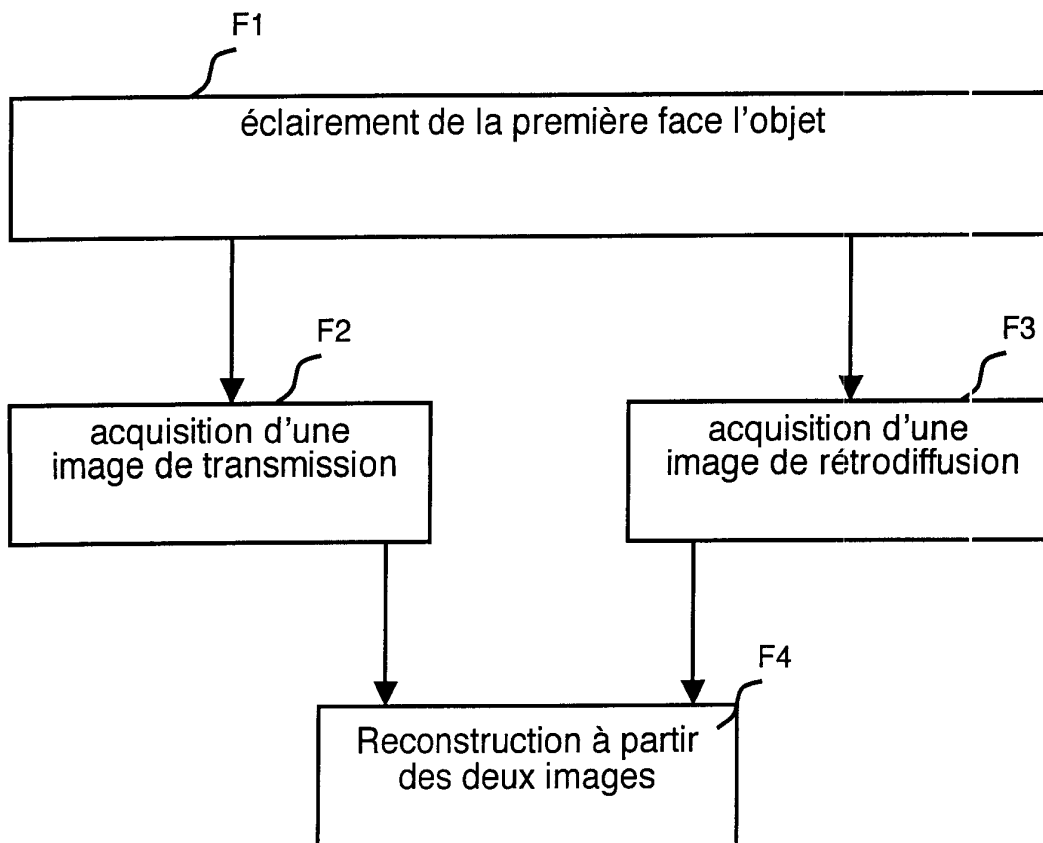 F1
éclairement de la première face l'objet
F2
F3
acquisition d'une
image de transmission
acquisition d'une
image de rétrodiffusion
F4
Reconstruction à partir
des deux images